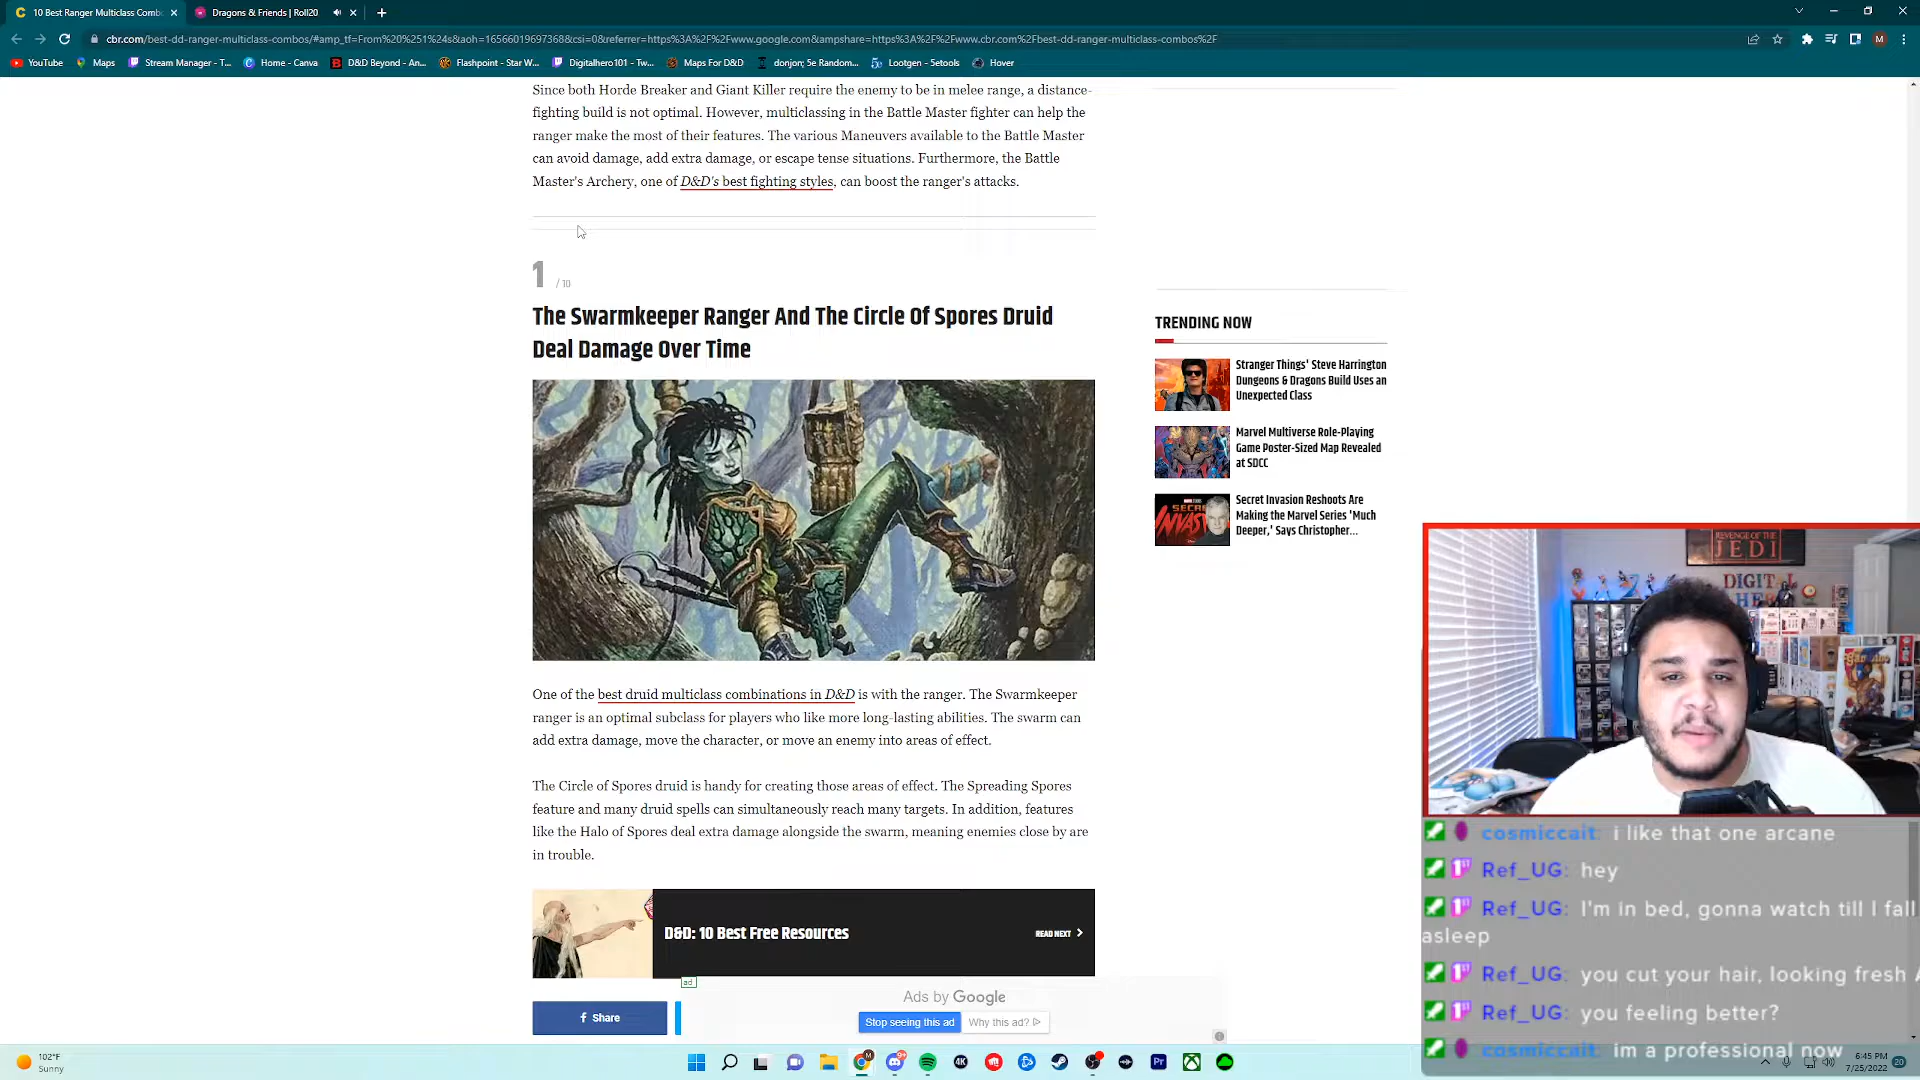 10 Best Ranger Multiclass Comb
Dragons & Friends | Roll20
cbr.com/best-dd-ranger-multiclass-combos/#amp_tf=From%20%251%24s&aoh=16566019697368&csi=0&referrer=https%3A%2F%2Fwww.google.com&ampshare=https%3A%2F%2Fwww.cbr.com%2Fbest-dd-ranger-multiclass-combos%2F
YouTube
Maps
Stream Manager - T...
Home - Canva
D&D Beyond - An...
Flashpoint - Star W...
Digitalhero101 - Tw...
Maps For D&D
donjon; 5e Random...
Lootgen - 5etools
Hover
Since both Horde Breaker and Giant Killer require the enemy to be in melee range, a distance-
fighting build is not optimal. However, multiclassing in the Battle Master fighter can help the
ranger make the most of their features. The various Maneuvers available to the Battle Master
can avoid damage, add extra damage, or escape tense situations. Furthermore, the Battle
Master's Archery, one of D&D's best fighting styles, can boost the ranger's attacks.
1 / 10
The Swarmkeeper Ranger And The Circle Of Spores Druid
Deal Damage Over Time
One of the best druid multiclass combinations in D&D is with the ranger. The Swarmkeeper
ranger is an optimal subclass for players who like more long-lasting abilities. The swarm can
add extra damage, move the character, or move an enemy into areas of effect.
The Circle of Spores druid is handy for creating those areas of effect. The Spreading Spores
feature and many druid spells can simultaneously reach many targets. In addition, features
like the Halo of Spores deal extra damage alongside the swarm, meaning enemies close by are
in trouble.
D&D: 10 Best Free Resources
READ NEXT
ad
Ads by Google
Stop seeing this ad
Why this ad?
Share
TRENDING NOW
Stranger Things' Steve Harrington
Dungeons & Dragons Build Uses an
Unexpected Class
Marvel Multiverse Role-Playing
Game Poster-Sized Map Revealed
at SDCC
Secret Invasion Reshoots Are
Making the Marvel Series 'Much
Deeper,' Says Christopher...
REVENGE OF THE
JEDI
DIGIT L
HE
cosmiccait: i like that one arcane
Ref_UG: hey
Ref_UG: I'm in bed, gonna watch till I fall
asleep
Ref_UG: you cut your hair, looking fresh
Ref_UG: you feeling better?
cosmiccait: im a professional now
102°F
Sunny
6:45 PM
7/25/2022
20